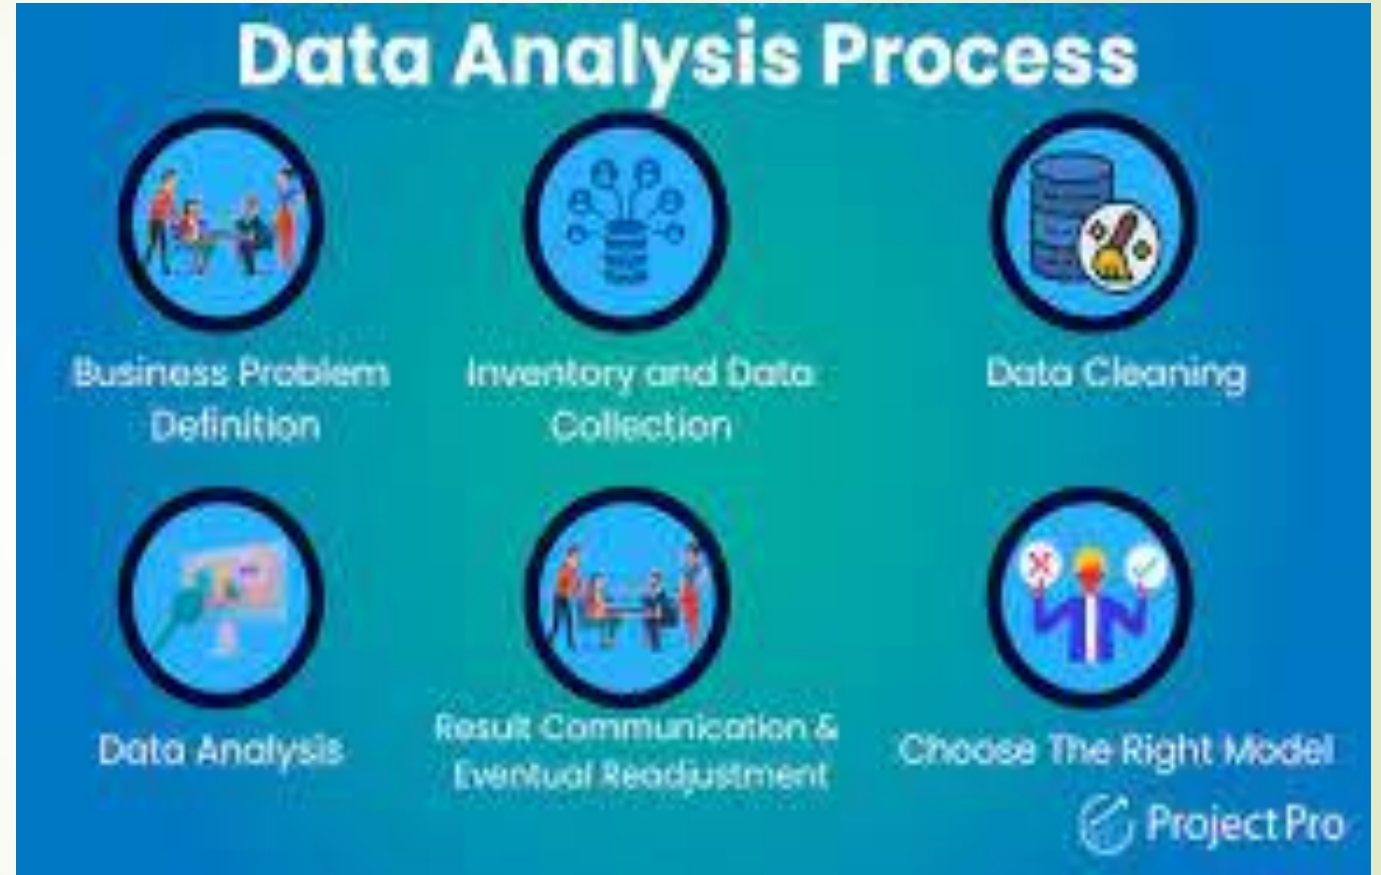 Data Analysis Process
Business Problem
Definition
Inventory and Data
Collection
Data Cleaning
Data Analysis
Result Communication &
Eventual Readjustment
Choose The Right Model
ProjectPro